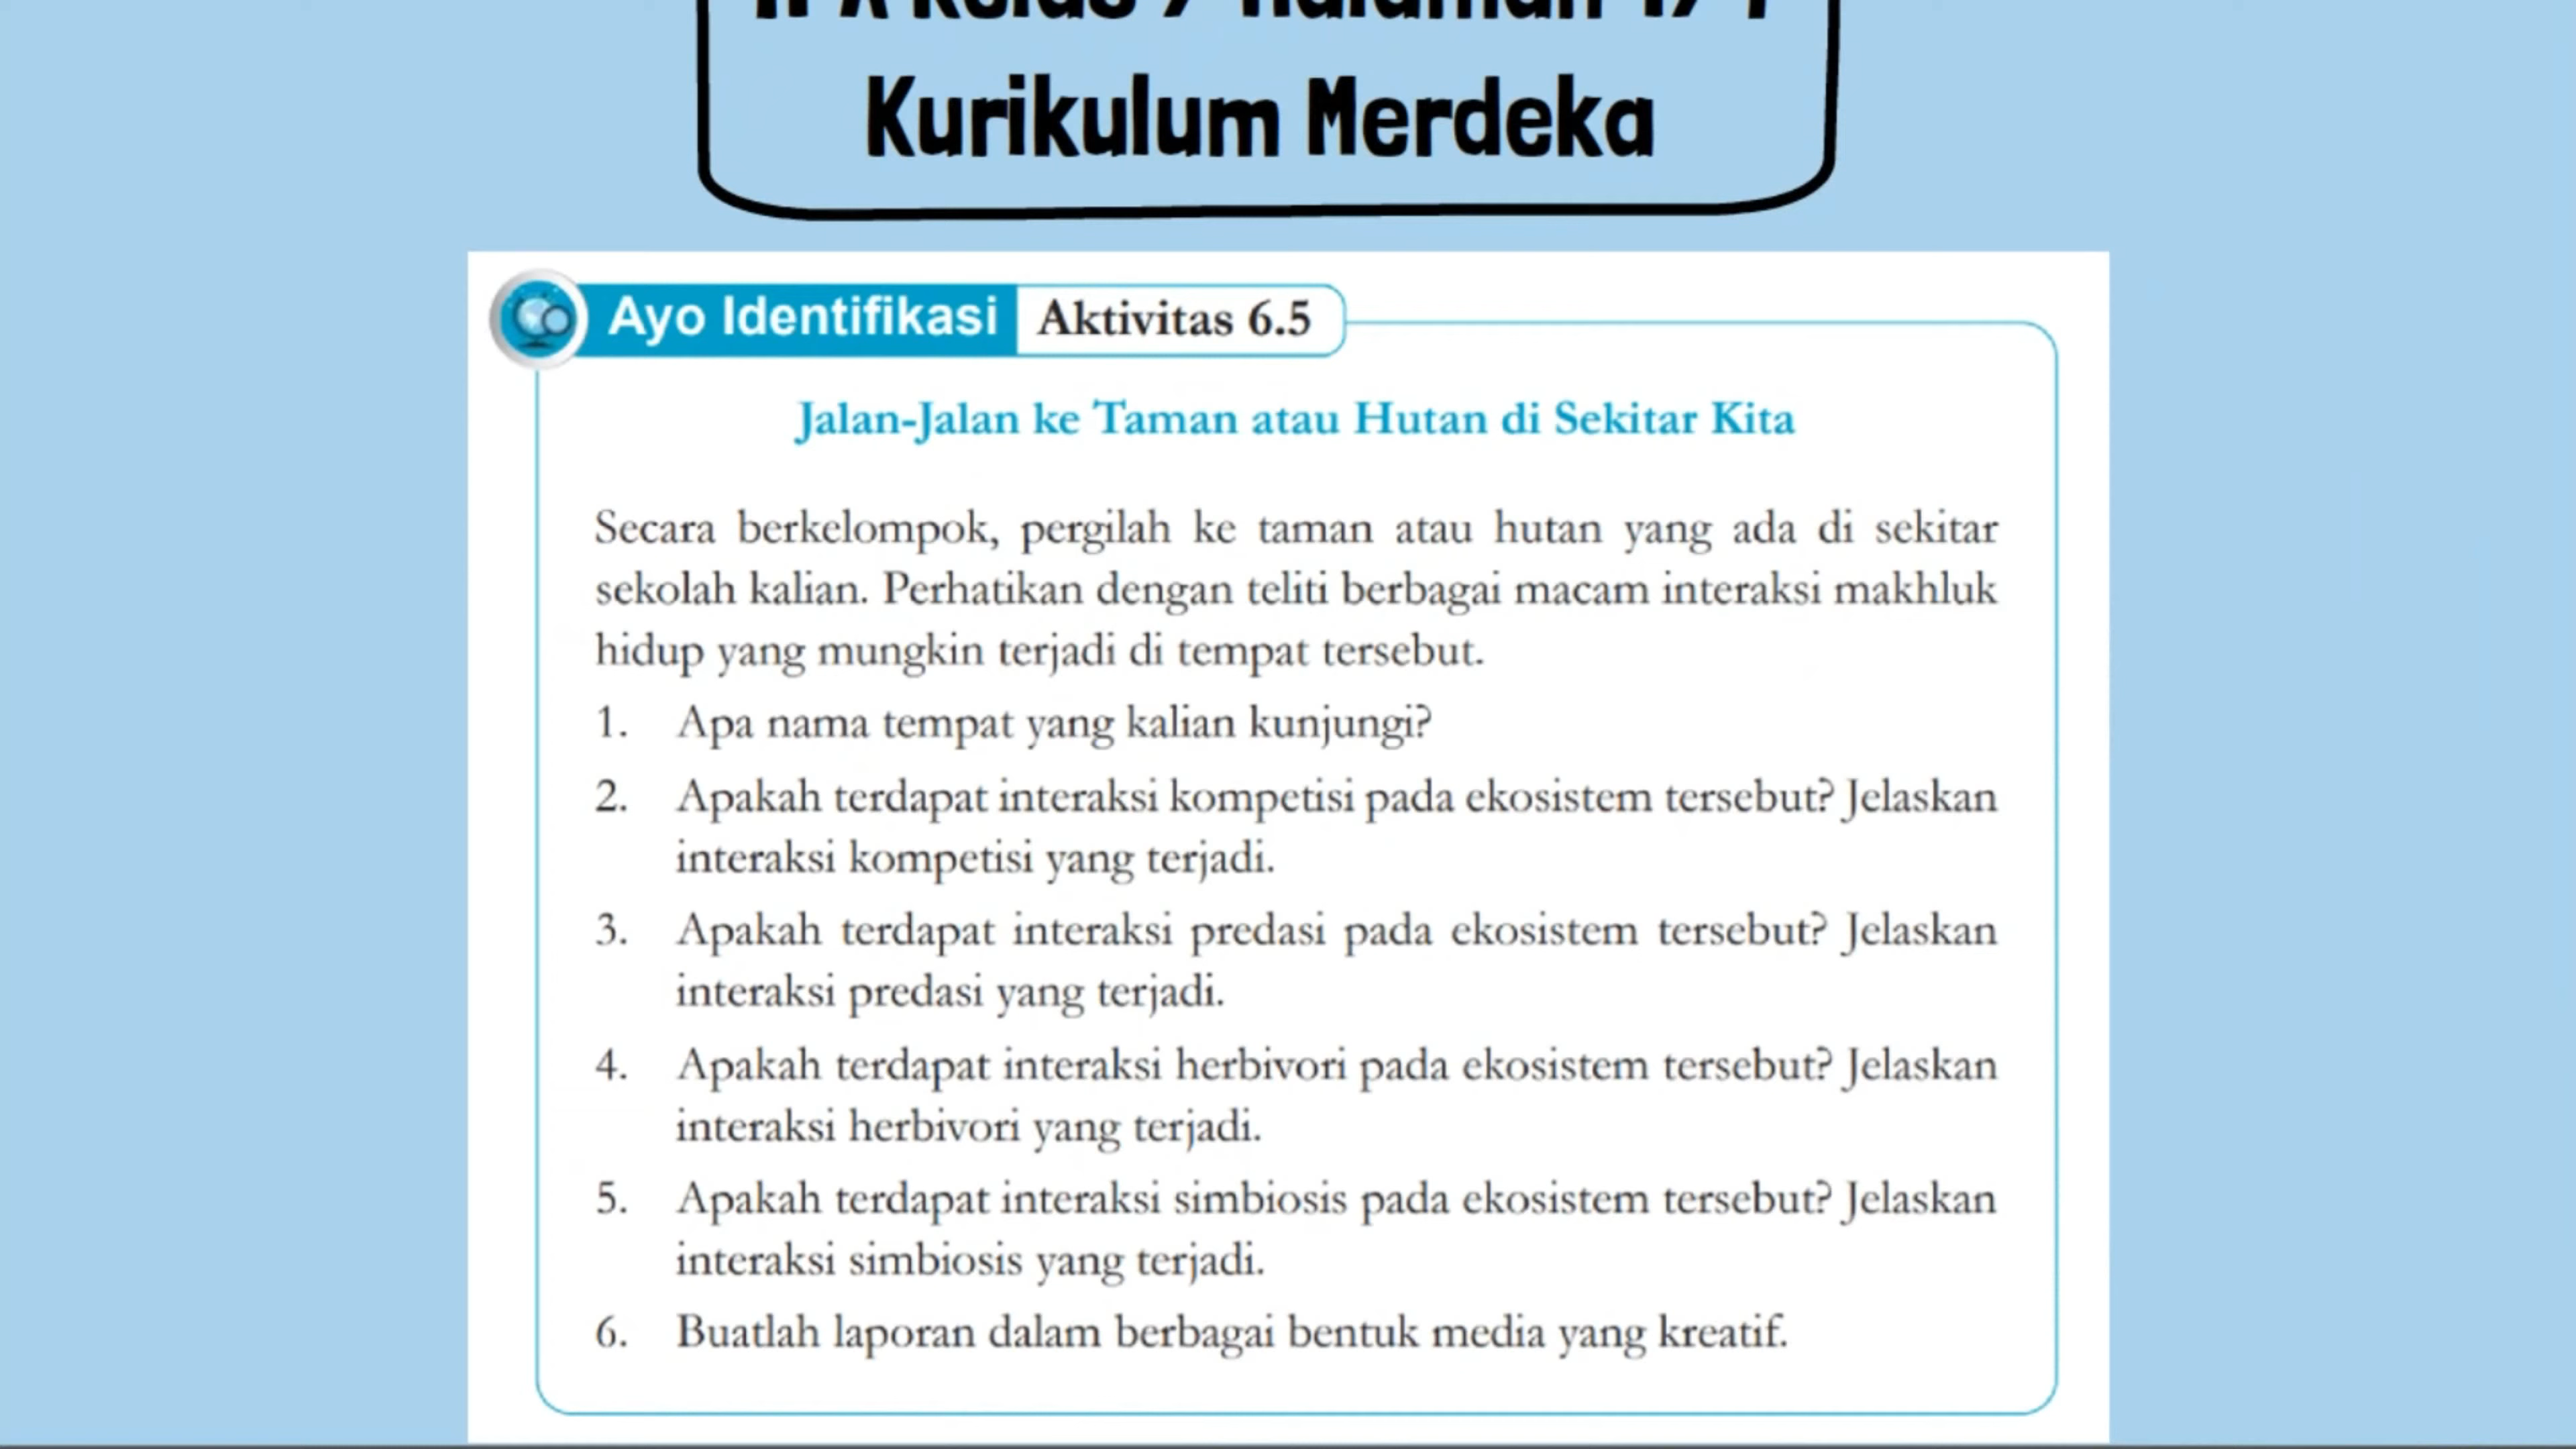 Kurikulum Merdeka
Ayo Identifikasi Aktivitas 6.5
Jalan-Jalan ke Taman atau Hutan di Sekitar Kita
Secara berkelompok, pergilah ke taman atau hutan yang ada di sekitar
sekolah kalian. Perhatikan dengan teliti berbagai macam interaksi makhluk
hidup yang mungkin terjadi di tempat tersebut.
1. Apa nama tempat yang kalian kunjungi?
2. Apakah terdapat interaksi kompetisi pada ekosistem tersebut? Jelaskan
interaksi kompetisi yang terjadi.
3. Apakah terdapat interaksi predasi pada ekosistem tersebut? Jelaskan
interaksi predasi yang terjadi.
4. Apakah terdapat interaksi herbivori pada ekosistem tersebut? Jelaskan
interaksi herbivori yang terjadi.
5. Apakah terdapat interaksi simbiosis pada ekosistem tersebut? Jelaskan
interaksi simbiosis yang terjadi.
6. Buatlah laporan dalam berbagai bentuk media yang kreatif.